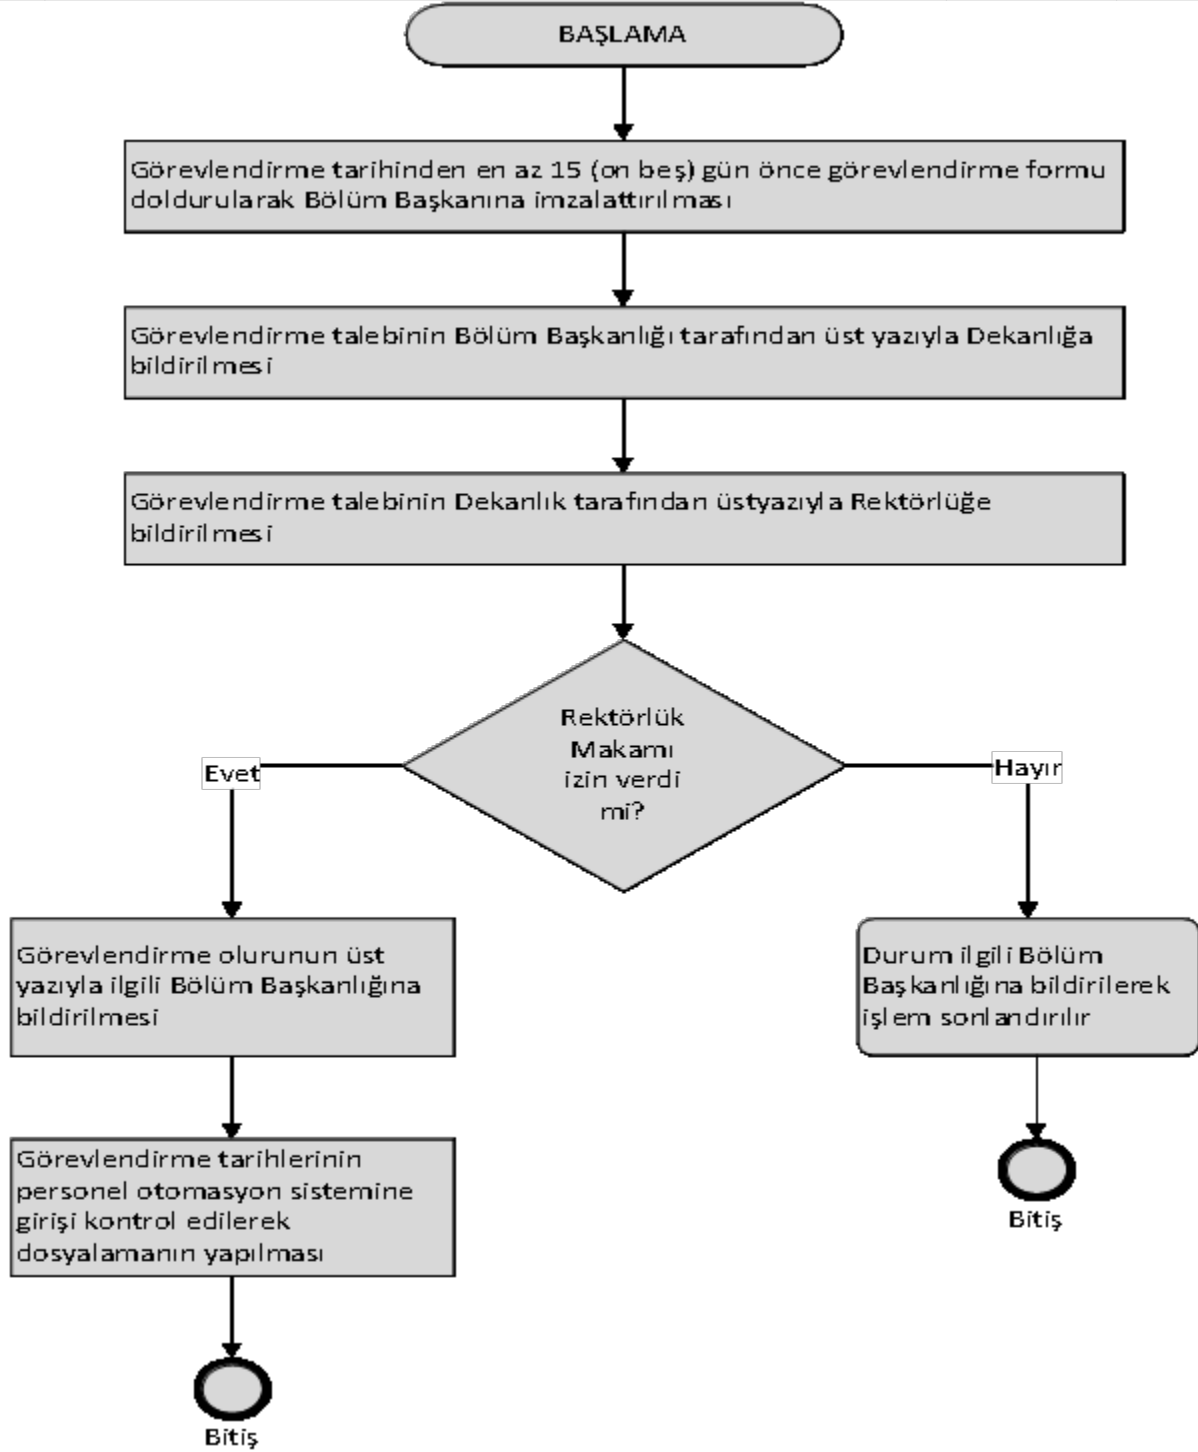 BAŞLAMA
Görevlendirme tarihinden en az 15 (on beş) gün önce görevlendirme formu
doldurularak Bölüm Başkanına imzalattırılması
Görevlendirme talebinin Bölüm Başkanlığı tarafından üst yazıyla Dekanlığa
bildirilmesi
Görevlendirme talebinin Dekanlık tarafından üstyazıyla Rektörlüğe
bildirilmesi
Rektörlük
Makamı
izin verdi
mi?
Evet
Hayır
Görevlendirme olurunun üst
yazıyla ilgili Bölüm Başkanlığına
bildirilmesi
Durum ilgili Bölüm
Başkanlığına bildirilerek
işlem sonlandırılır
Görevlendirme tarihlerinin
personel otomasyon sistemine
girişi kontrol edilerek
dosyalamanın yapılması
Bitiş
Bitiş